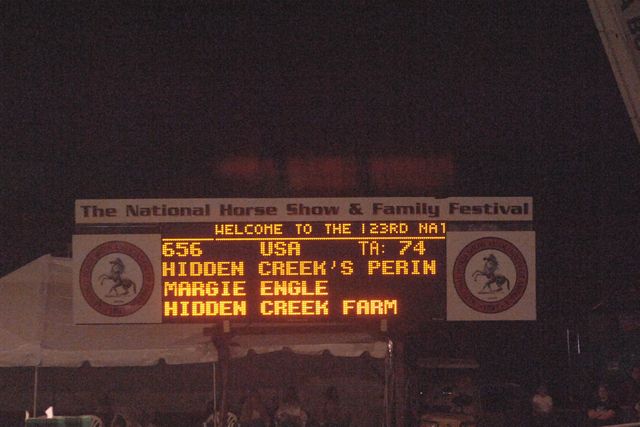 The National Horse Show & Family Festival
WELCOME TO THE 123RD NAT
656 USA TA: 74
HIDDEN CREEK'S PERIN
MARGIE ENGLE
HIDDEN CREEK FARM